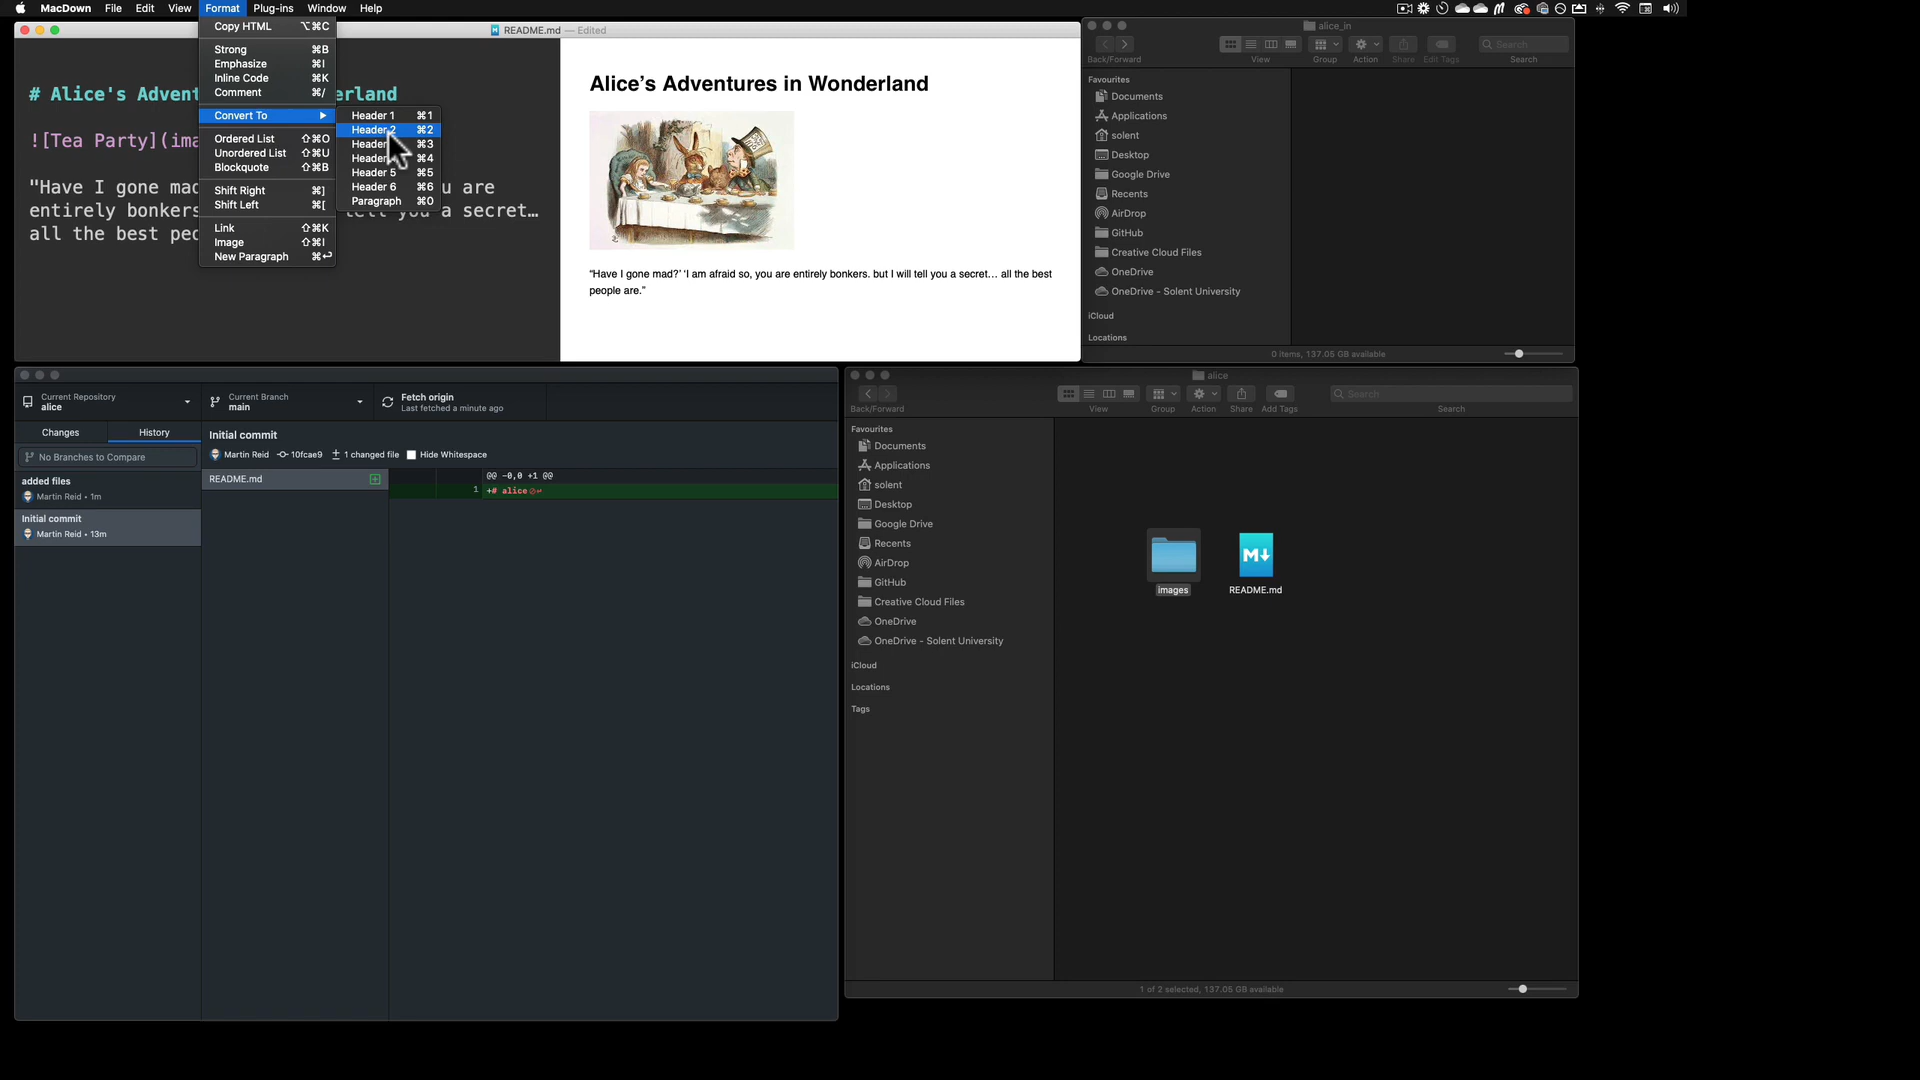 MacDown File Edit View Format Plug-ins Window Help
README.md — Edited
Copy HTML ⌥⌘C
Strong ⌘B
Emphasize ⌘I
Inline Code ⌘K
Comment ⌘/
Convert To
Ordered List ⇧⌘O
Unordered List ⇧⌘U
Blockquote ⇧⌘B
Shift Right ⌘]
Shift Left ⌘[
Link ⇧⌘K
Image ⇧⌘I
New Paragraph ⌘↩
Header 1 ⌘1
Header 2 ⌘2
Header ⌘3
Header ⌘4
Header 5 ⌘5
Header 6 ⌘6
Paragraph ⌘0
# Alice's Advent erland
![Tea Party](ima
"Have I gone mad u are
entirely bonkers tell you a secret…
all the best peo
Alice’s Adventures in Wonderland
“Have I gone mad?’ ‘I am afraid so, you are entirely bonkers. but I will tell you a secret… all the best
people are.”
alice_in
Back/Forward View Group Action Share Edit Tags Search
Search
Favourites
Documents
Applications
solent
Desktop
Google Drive
Recents
AirDrop
GitHub
Creative Cloud Files
OneDrive
OneDrive - Solent University
iCloud
Locations
0 items, 137.05 GB available
Current Repository
alice
Current Branch
main
Fetch origin
Last fetched a minute ago
Changes History
No Branches to Compare
added files
Martin Reid • 1m
Initial commit
Martin Reid • 13m
Initial commit
Martin Reid 10fcae9 1 changed file Hide Whitespace
README.md
@@ -0,0 +1 @@
1 +# alice
alice
Back/Forward View Group Action Share Add Tags Search
Search
Favourites
Documents
Applications
solent
Desktop
Google Drive
Recents
AirDrop
GitHub
Creative Cloud Files
OneDrive
OneDrive - Solent University
iCloud
Locations
Tags
images
README.md
M↓
1 of 2 selected, 137.05 GB available